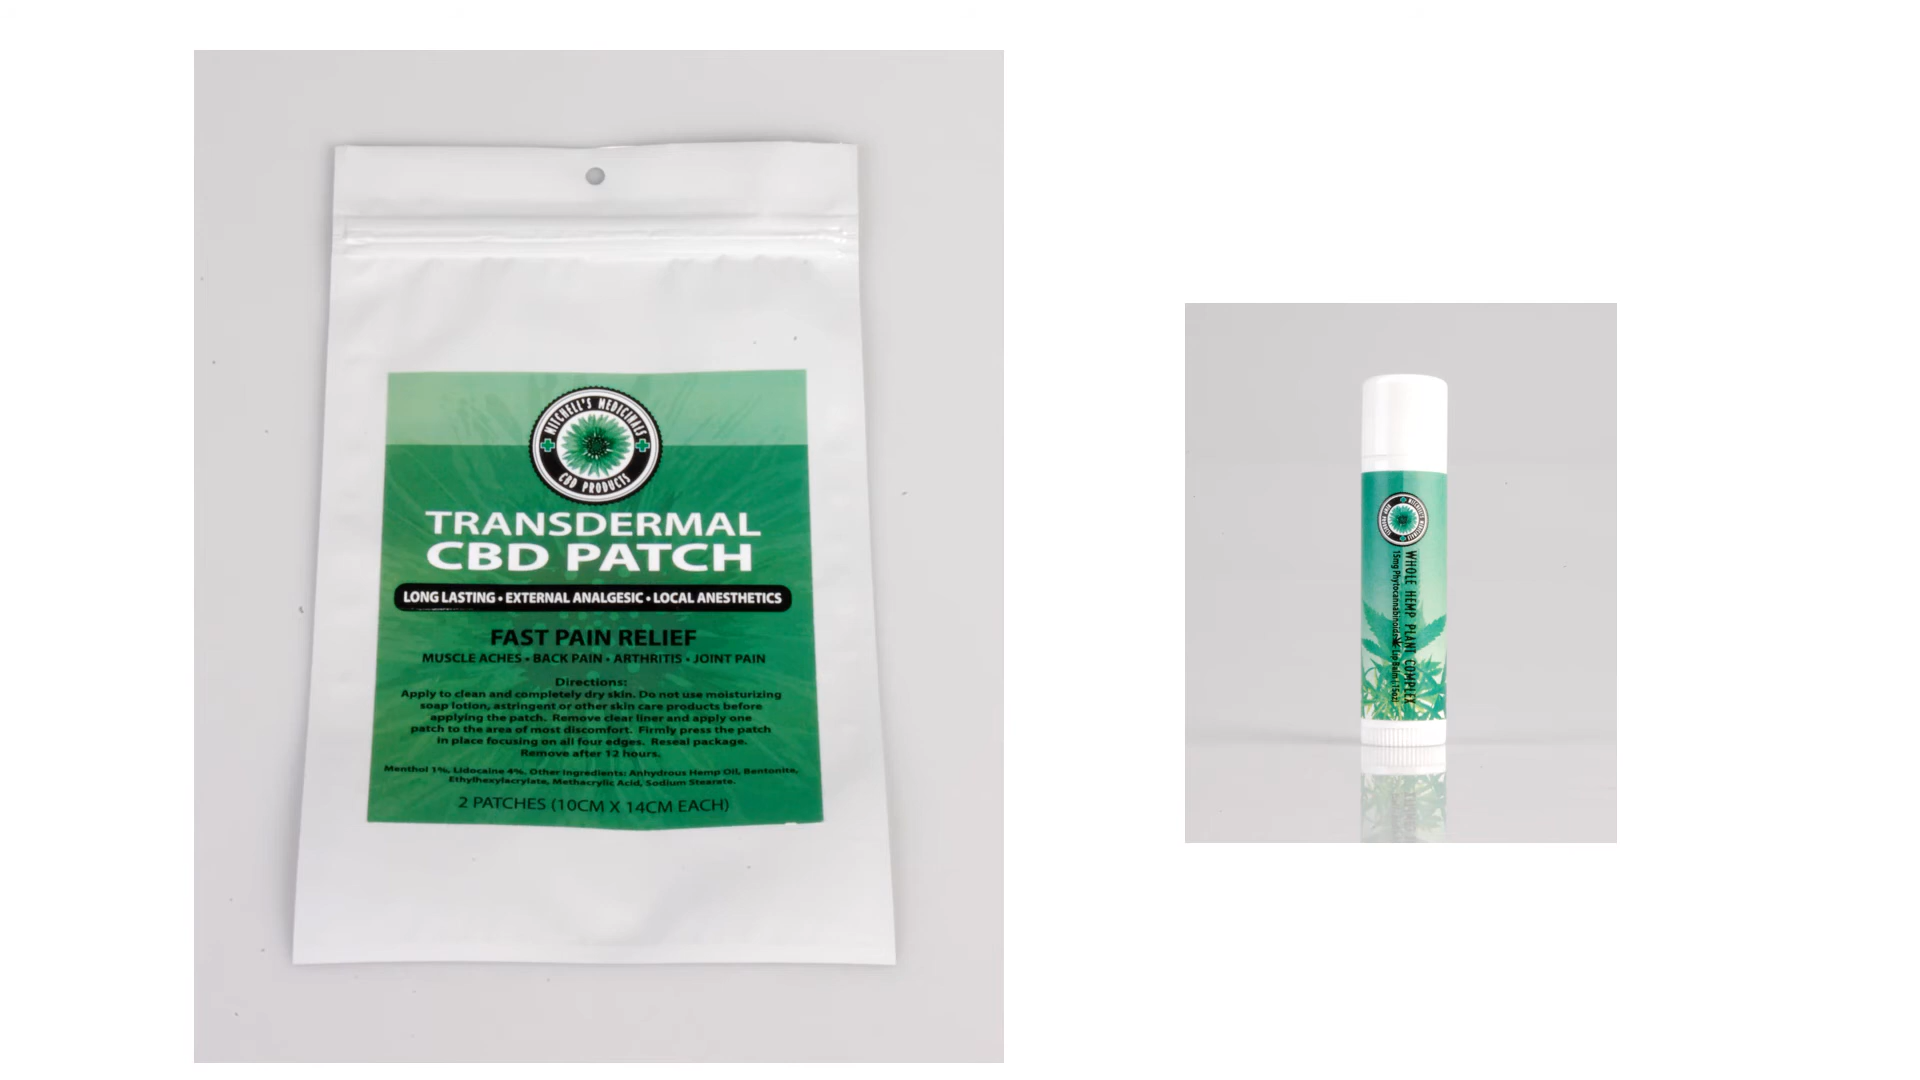 MITCHELL'S MEDICINALS
CBD PRODUCTS
TRANSDERMAL
CBD PATCH
LONG LASTING • EXTERNAL ANALGESIC • LOCAL ANESTHETICS
FAST PAIN RELIEF
MUSCLE ACHES • BACK PAIN • ARTHRITIS • JOINT PAIN
Directions:
Apply to clean and completely dry skin. Do not use moisturizing
soap lotion, astringent or other skin care products before
applying the patch. Remove clear liner and apply one
patch to the area of most discomfort. Firmly press the patch
in place focusing on all four edges. Reseal package.
Remove after 12 hours.
Menthol 1%, Lidocaine 4%. Other Ingredients: Anhydrous Hemp Oil, Bentonite,
Ethylhexylacrylate, Methacrylic Acid, Sodium Stearate.
2 PATCHES (10CM X 14CM EACH)
WHOLE HEMP PLANT COMPLEX
15mg Phytocannabinoids Lip Balm